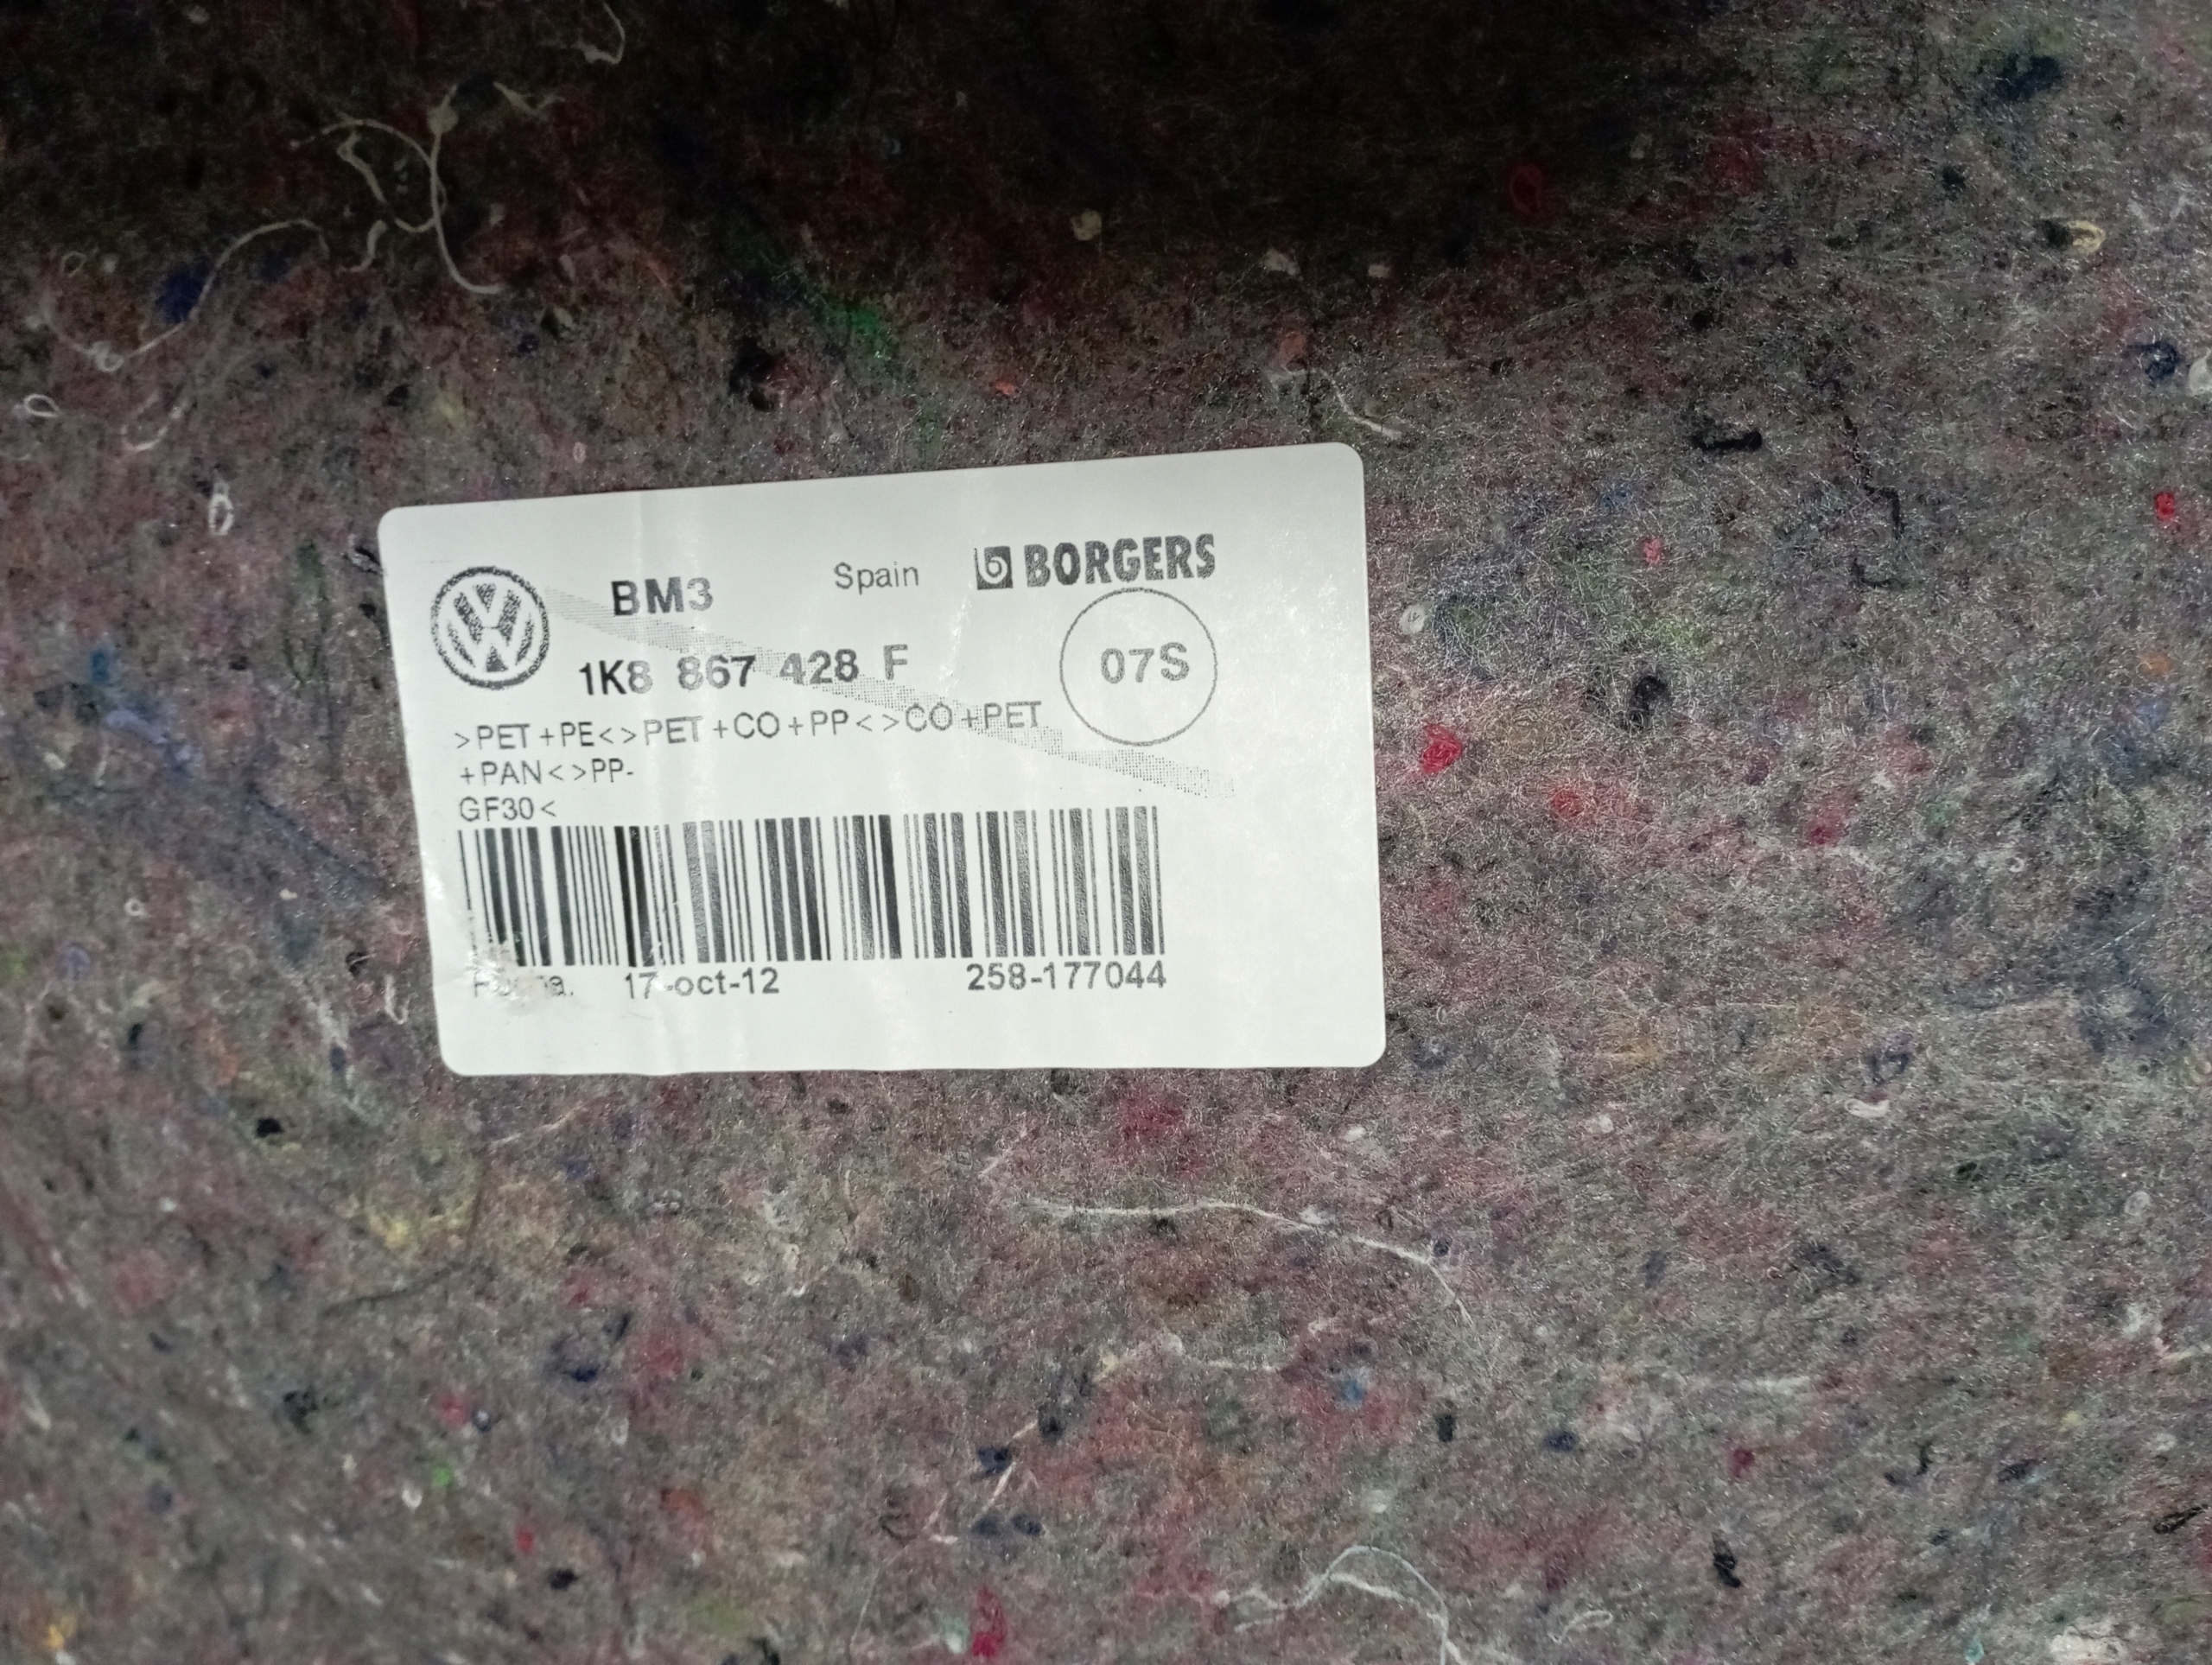 BM3 Spain BORGERS
1K8 867 428 F 07S
>PET+PE<>PET+CO+PP<>CO+PET
+PAN<>PP-
GF30<
17-oct-12 258-177044